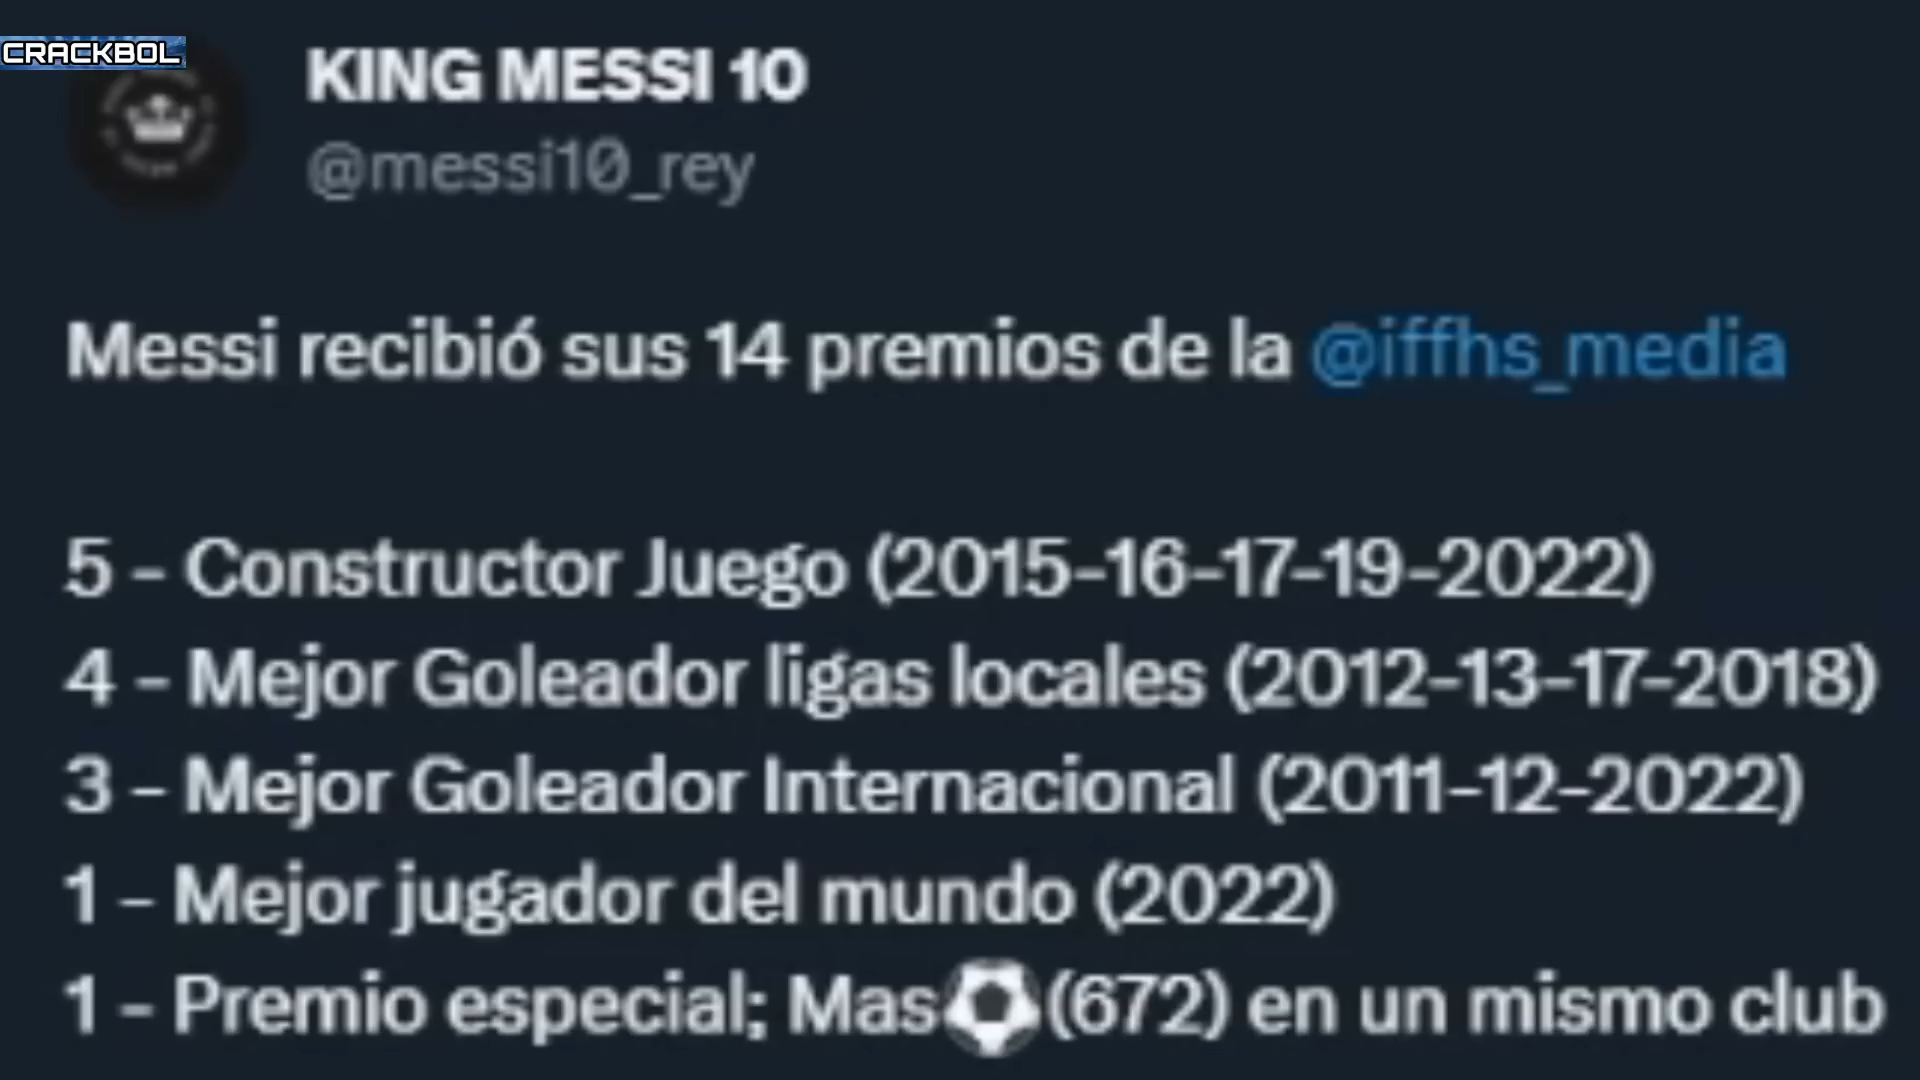 CRACKBOL
KING MESSI 10
@messi10_rey
Messi recibió sus 14 premios de la @iffhs_media
5 - Constructor Juego (2015-16-17-19-2022)
4 - Mejor Goleador ligas locales (2012-13-17-2018)
3 - Mejor Goleador Internacional (2011-12-2022)
1 - Mejor jugador del mundo (2022)
1 - Premio especial; Mas⚽(672) en un mismo club